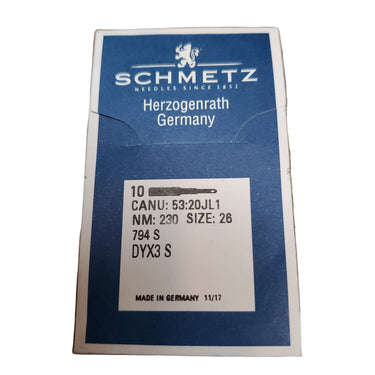 SCHMETZ
NEEDLES SINCE 1851
Herzogenrath
Germany
10
CANU: 53:20JL1
NM: 230 SIZE: 26
794 S
DYX3 S
MADE IN GERMANY 11/17